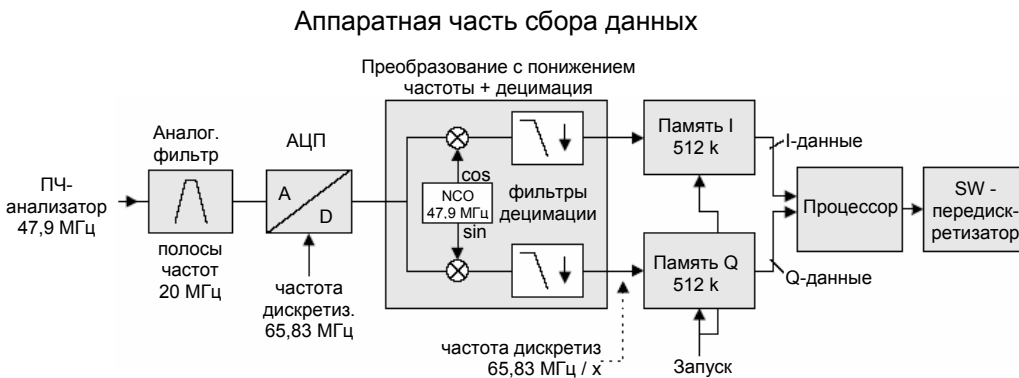 Аппаратная часть сбора данных
Преобразование с понижением
частоты + децимация
Аналог.
фильтр
АЦП
ПЧ-
анализатор
47,9 МГц
полосы
частот
20 МГц
A
D
частота
дискретиз.
65,83 МГц
cos
NCO
47,9 МГц
sin
фильтры
децимации
Память I
512 k
I-данные
Процессор
SW -
передиск-
ретизатор
Память Q
512 k
Q-данные
частота дискретиз
65,83 МГц / x
Запуск